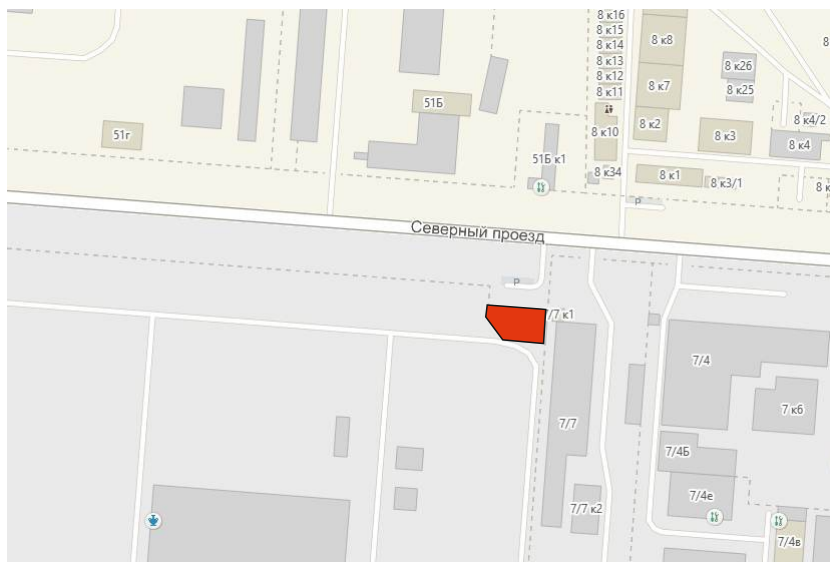 8 к16
8 к15
8 к14
8 к13
8 к12
8 к11
8 к8
8 к7
8 к26
8 к25
51Б
51г
8 к10
8 к2
8 к3
8 к4/2
8 к4
51Б к1
8 к34
8 к1
8 к3/1
8 к
P
Северный проезд
P
7/7 к1
7/4
7 к6
7/7
7/4Б
7/4е
7/7 к2
7/4в